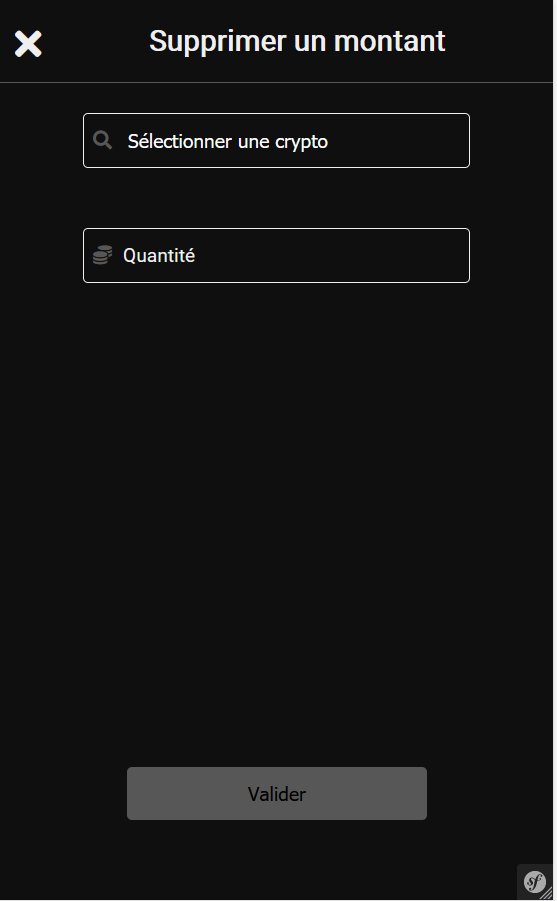 Supprimer un montant
Sélectionner une crypto
Quantité
Valider
sf